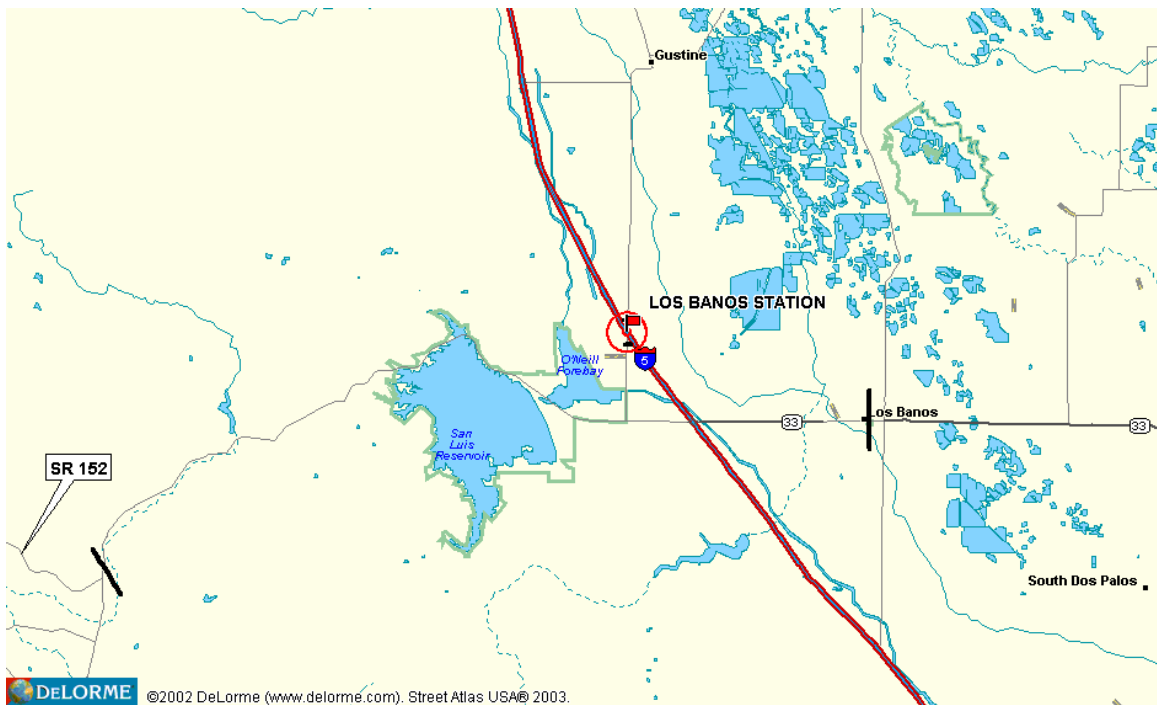 Gustine
LOS BANOS STATION
5
O'Neill
Forebay
33
Los Banos
33
San
Luis
Reservoir
SR 152
South Dos Palos
DELORME
©2002 DeLorme (www.delorme.com). Street Atlas USA® 2003.